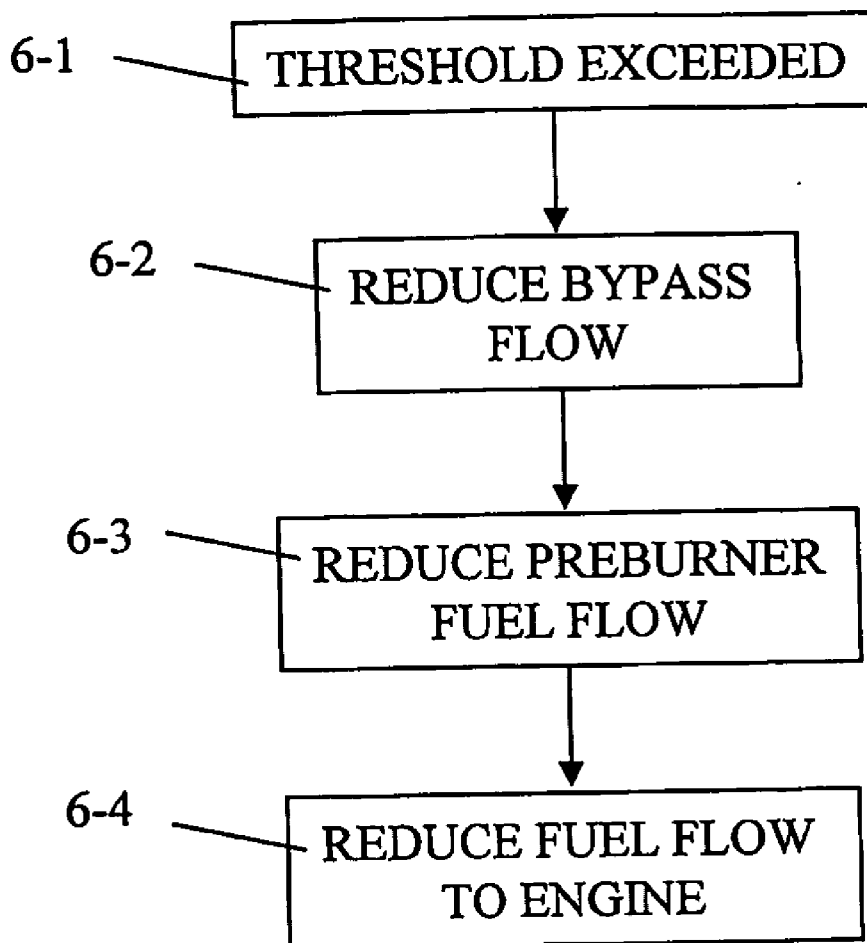 6-1
THRESHOLD EXCEEDED
6-2
REDUCE BYPASS
FLOW
6-3
REDUCE PREBURNER
FUEL FLOW
6-4
REDUCE FUEL FLOW
TO ENGINE